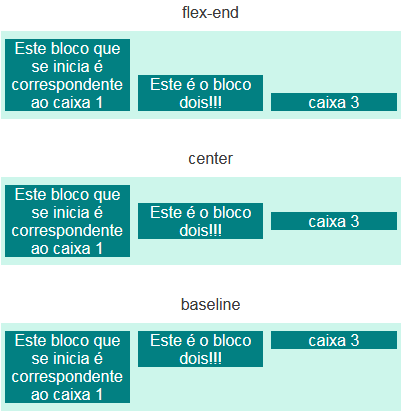 flex-end
Este bloco que
se inicia é
correspondente
ao caixa 1
Este é o bloco
dois!!!
caixa 3
center
Este bloco que
se inicia é
correspondente
ao caixa 1
Este é o bloco
dois!!!
caixa 3
baseline
Este bloco que
se inicia é
correspondente
ao caixa 1
Este é o bloco
dois!!!
caixa 3